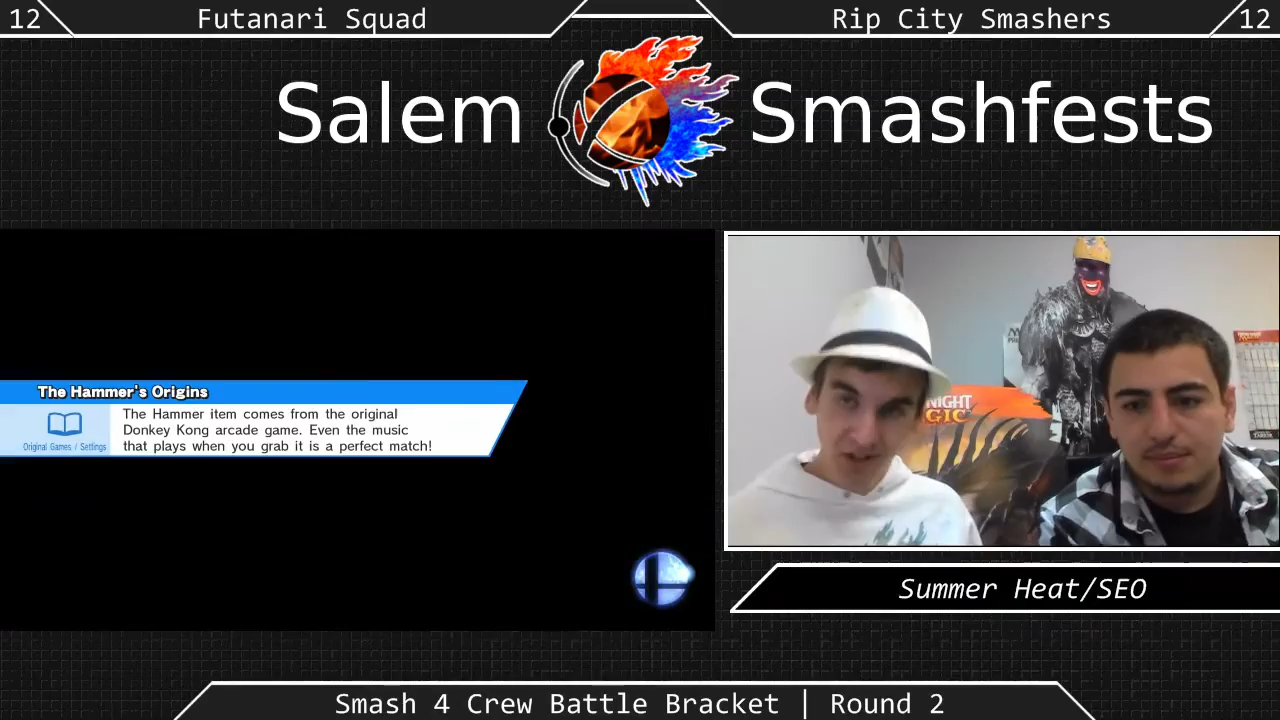 12
Futanari Squad
Rip City Smashers
12
Salem
Smashfests
The Hammer's Origins
Original Games / Settings
The Hammer item comes from the original
Donkey Kong arcade game. Even the music
that plays when you grab it is a perfect match!
NIGHT
GIC
Summer Heat/SEO
Smash 4 Crew Battle Bracket | Round 2